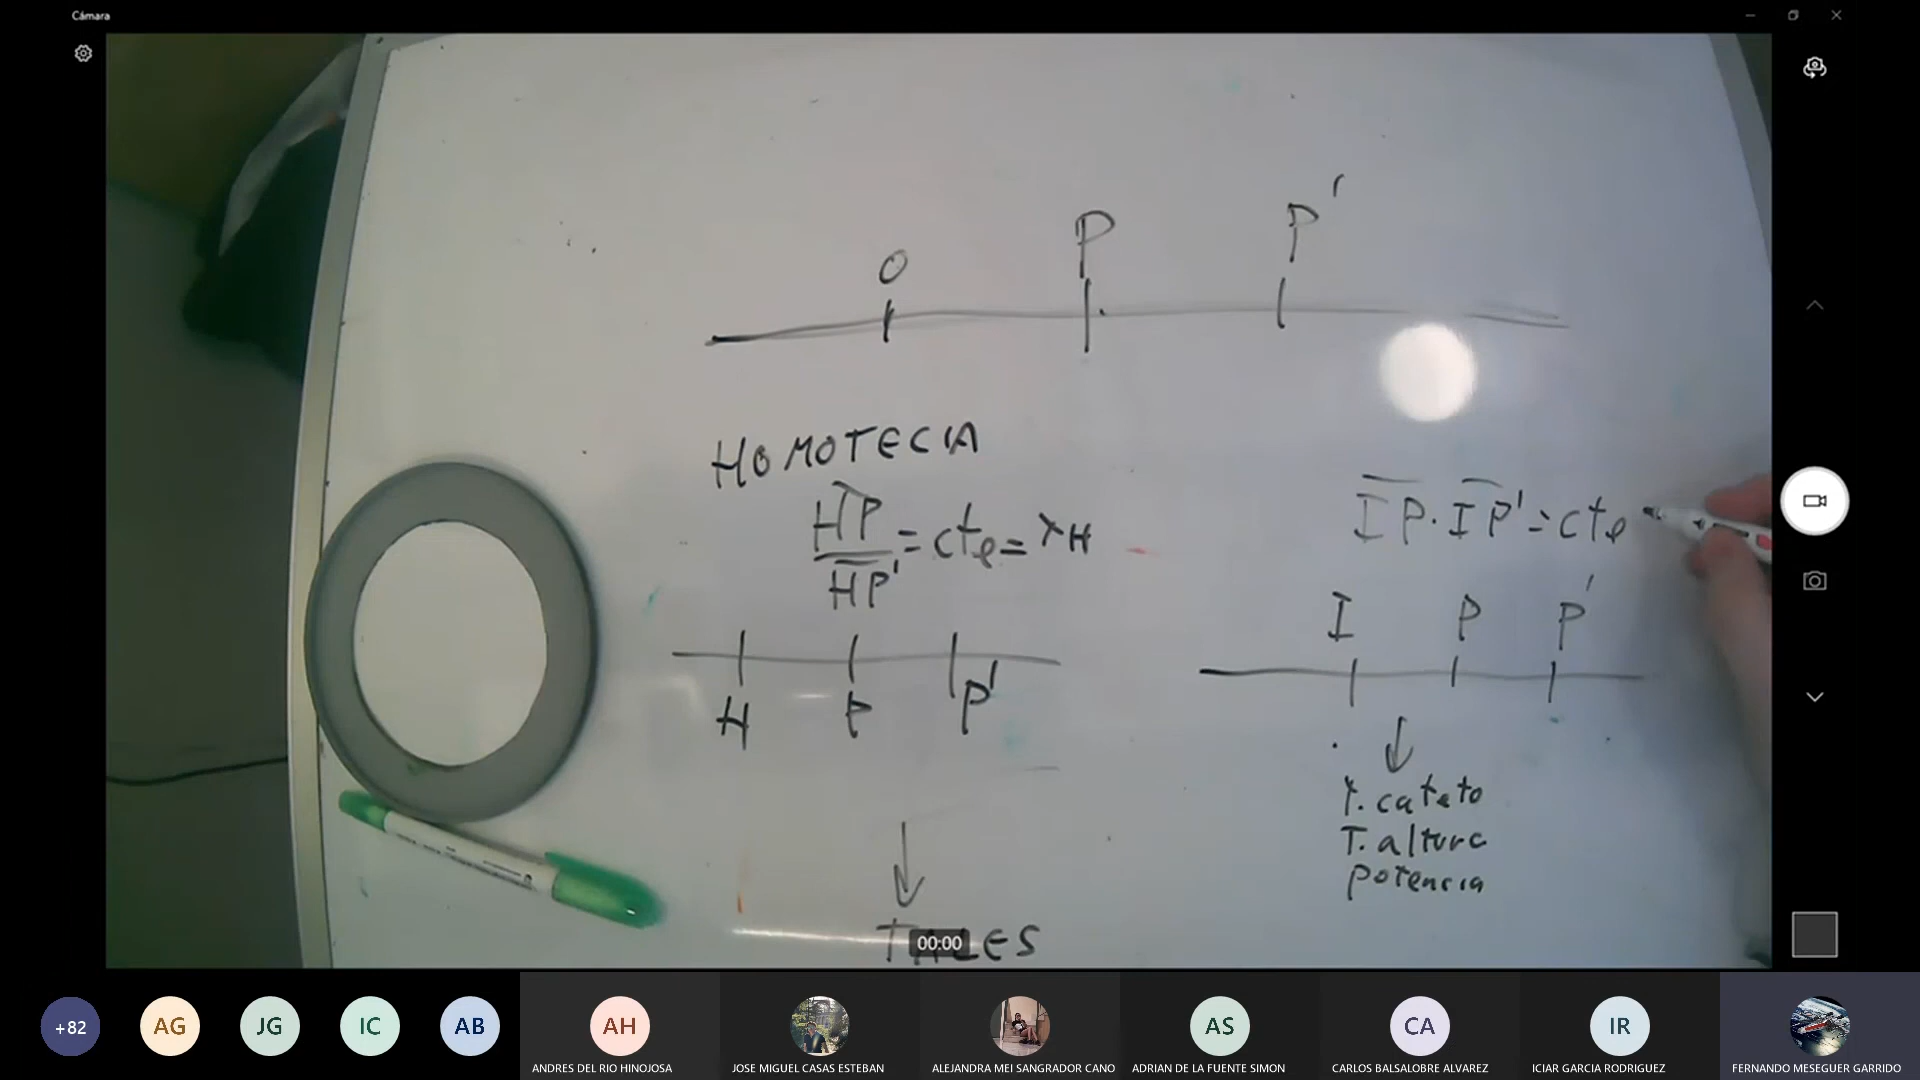 Cámara
O P P'
HOMOTECIA
HP
HP'
=cte=rH
IP·IP'=cte
I P P'
H P P'
T. cateto
T. altura
potencia
TALES
00:00
+82 AG JG IC AB AH AS CA IR
ANDRES DEL RIO HINOJOSA JOSE MIGUEL CASAS ESTEBAN ALEJANDRA MEI SANGRADOR CANO ADRIAN DE LA FUENTE SIMON CARLOS BALSALOBRE ALVAREZ ICIAR GARCIA RODRIGUEZ FERNANDO MESEGUER GARRIDO